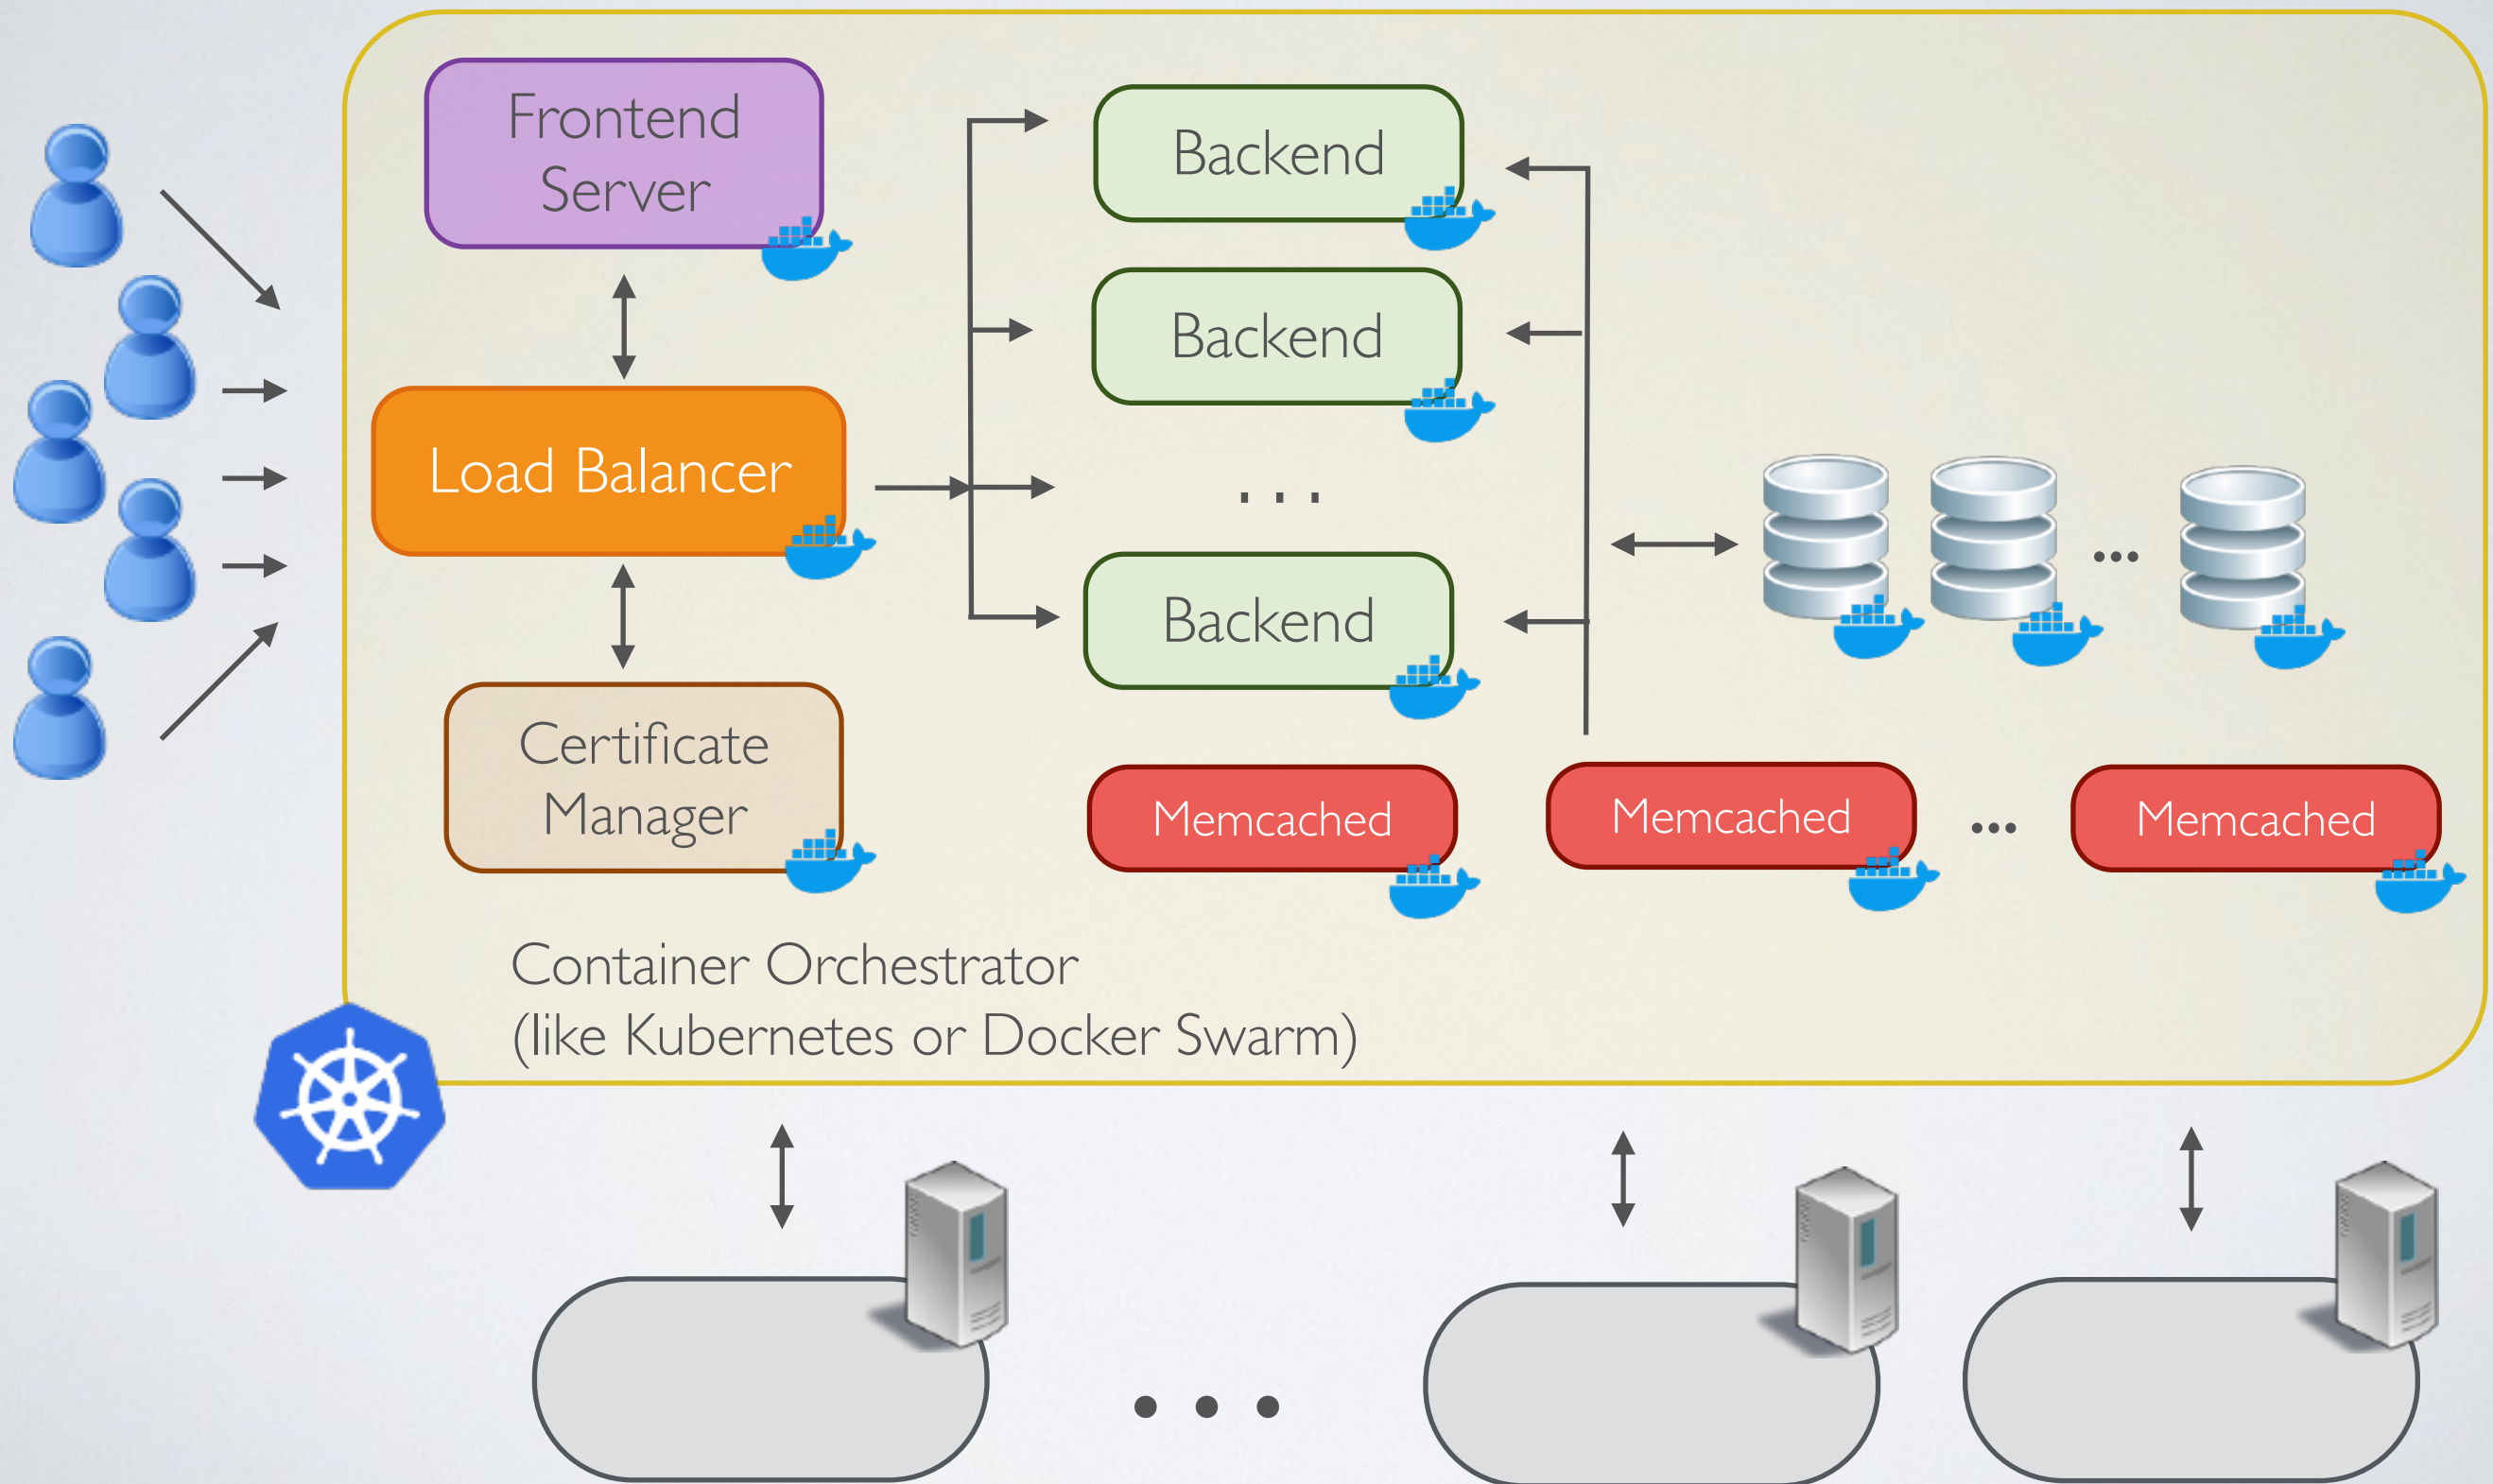 Frontend
Server
Load Balancer
Certificate
Manager
Backend
Backend
. . .
Backend
Memcached
Memcached
...
Memcached
...
Container Orchestrator
(like Kubernetes or Docker Swarm)
. . .